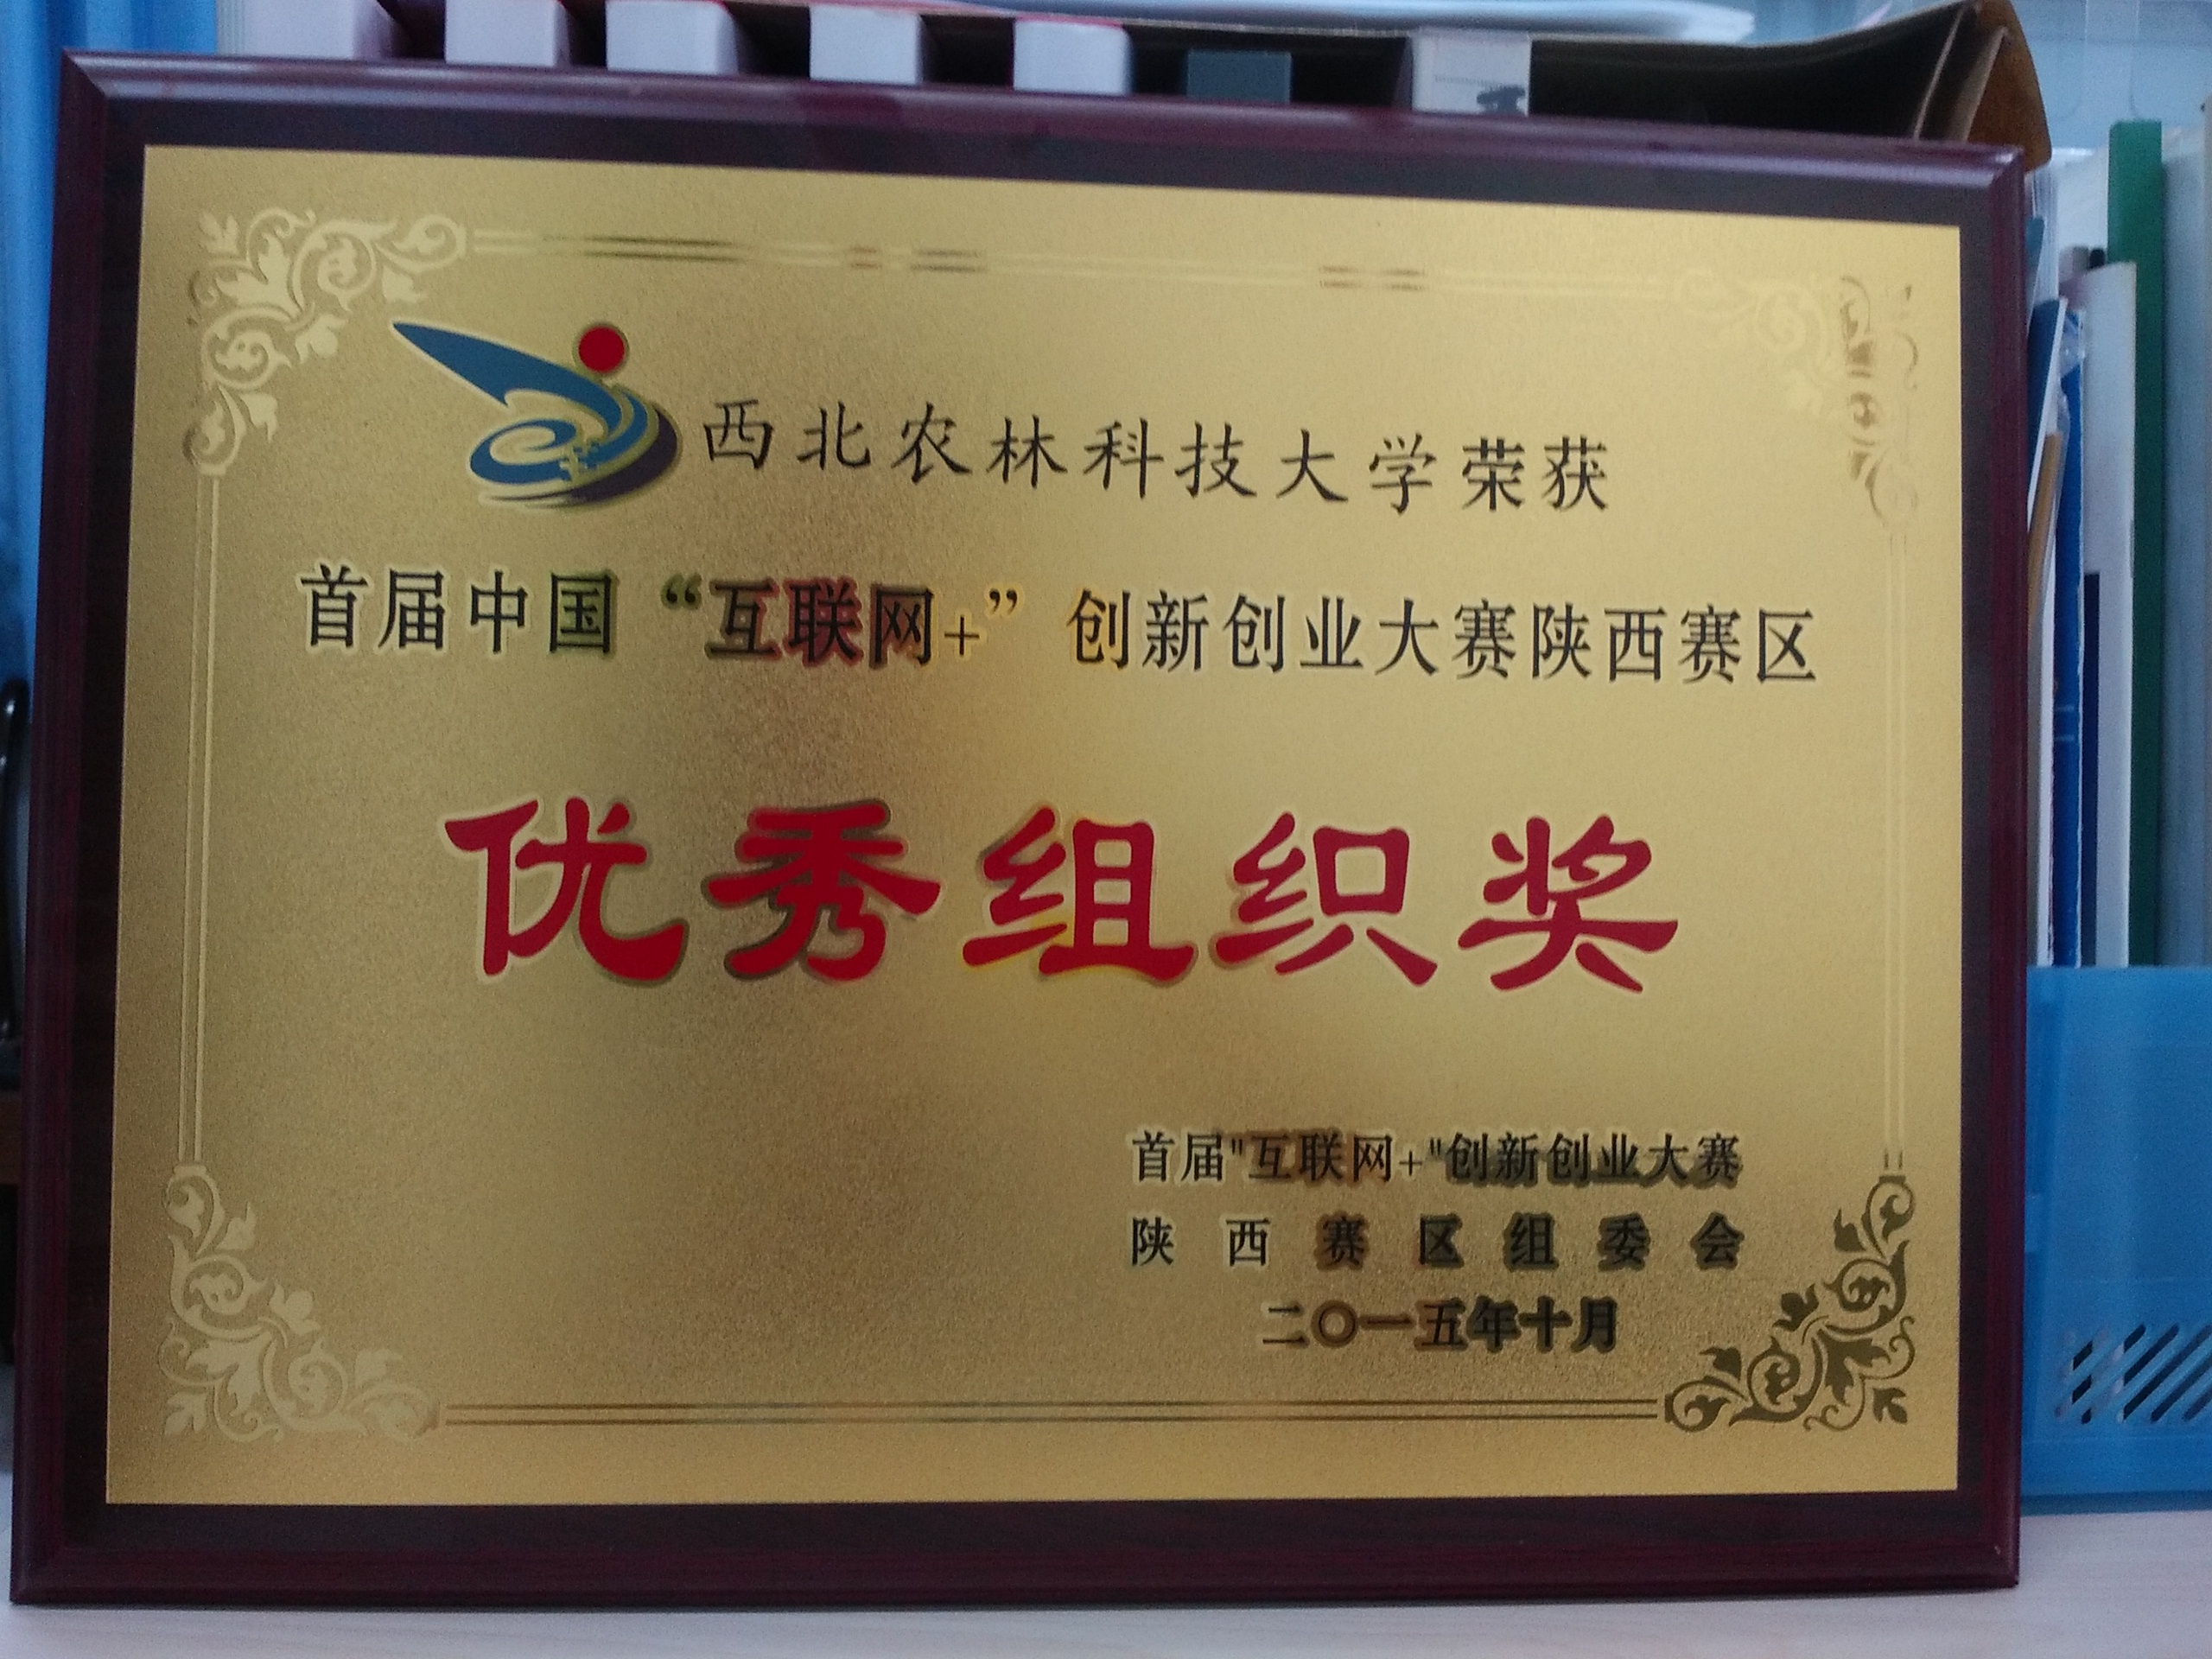 西北农林科技大学荣获
首届中国“互联网+”创新创业大赛陕西赛区
优秀组织奖
首届"互联网+"创新创业大赛
陕西赛区组委会
二〇一五年十月